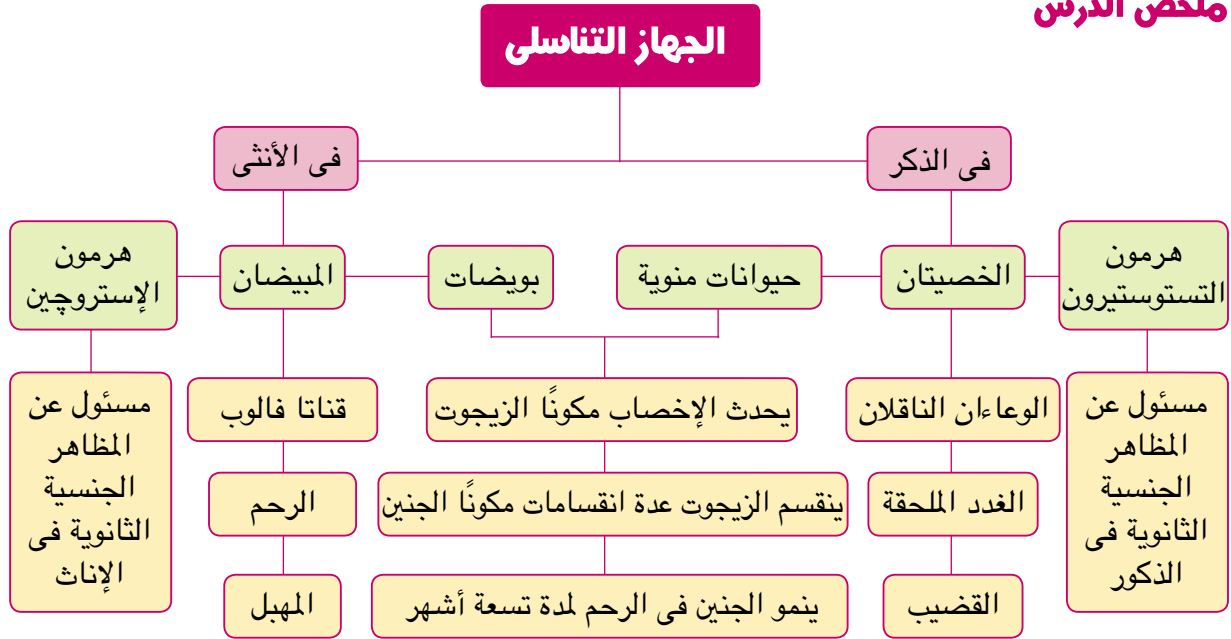 ملخص الدرس
الجهاز التناسلى
فى الذكر
فى الأنثى
هرمون
التستوستيرون
الخصيتان
حيوانات منوية
بويضات
المبيضان
هرمون
الإستروچين
مسئول عن
المظاهر
الجنسية
الثانوية فى
الذكور
الوعاءان الناقلان
الغدد الملحقة
القضيب
يحدث الإخصاب مكونًا الزيجوت
ينقسم الزيجوت عدة انقسامات مكونًا الجنين
ينمو الجنين فى الرحم لمدة تسعة أشهر
قناتا فالوب
الرحم
المهبل
مسئول عن
المظاهر
الجنسية
الثانوية فى
الإناث